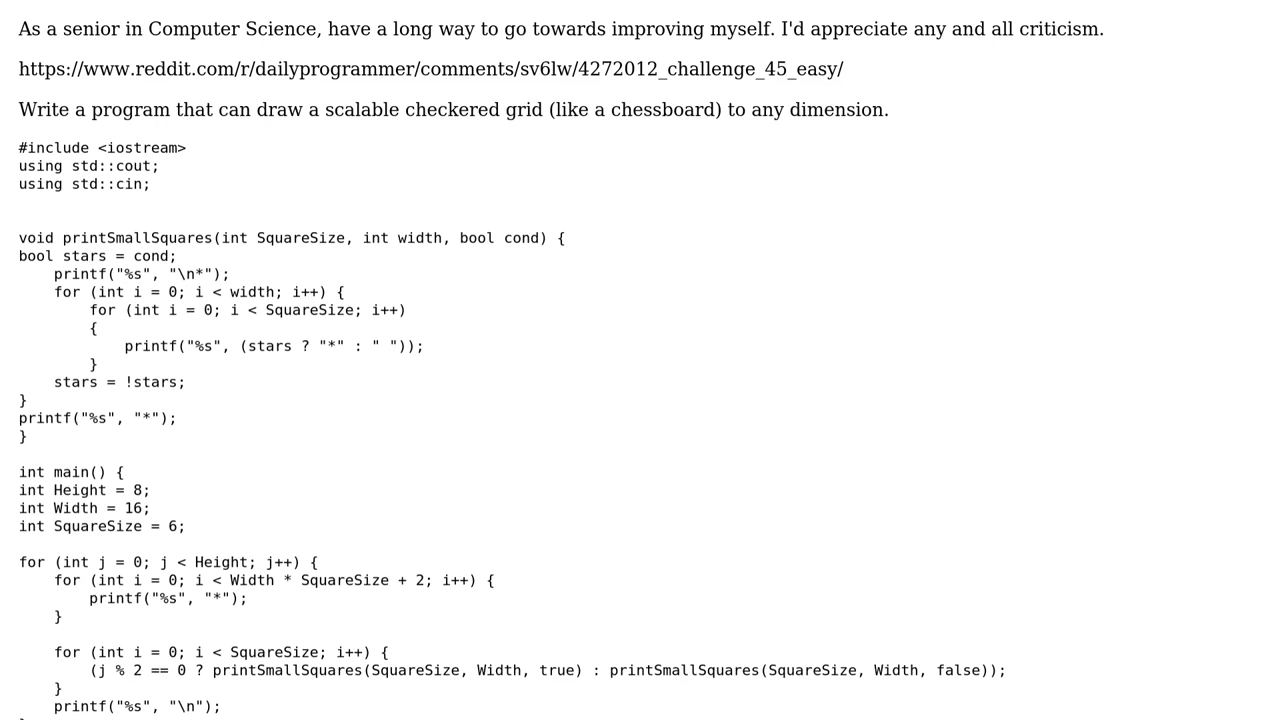 As a senior in Computer Science, have a long way to go towards improving myself. I'd appreciate any and all criticism.
https://www.reddit.com/r/dailyprogrammer/comments/sv6lw/4272012_challenge_45_easy/
Write a program that can draw a scalable checkered grid (like a chessboard) to any dimension.
#include <iostream>
using std::cout;
using std::cin;


void printSmallSquares(int SquareSize, int width, bool cond) {
bool stars = cond;
    printf("%s", "\n*");
    for (int i = 0; i < width; i++) {
        for (int i = 0; i < SquareSize; i++)
        {
            printf("%s", (stars ? "*" : " "));
        }
    stars = !stars;
}
printf("%s", "*");
}

int main() {
int Height = 8;
int Width = 16;
int SquareSize = 6;

for (int j = 0; j < Height; j++) {
    for (int i = 0; i < Width * SquareSize + 2; i++) {
        printf("%s", "*");
    }

    for (int i = 0; i < SquareSize; i++) {
        (j % 2 == 0 ? printSmallSquares(SquareSize, Width, true) : printSmallSquares(SquareSize, Width, false));
    }
    printf("%s", "\n");